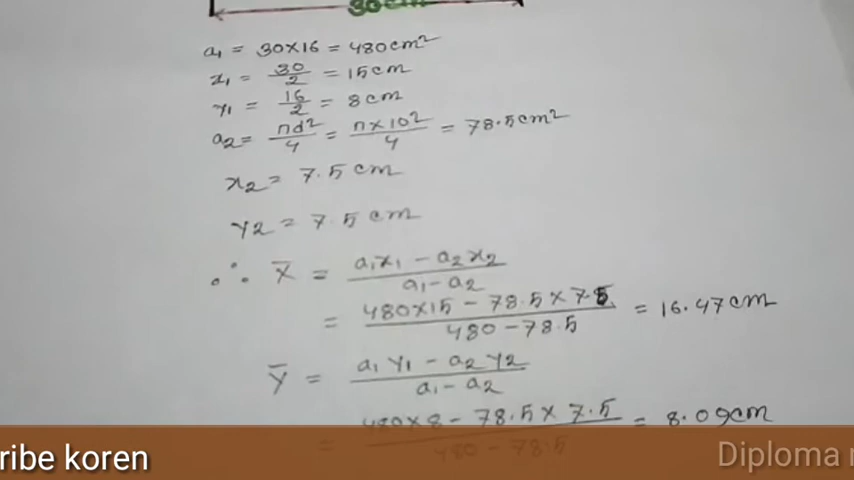 30cm
a₁ = 30×16 = 480cm²
x₁ = 30/2 = 15cm
y₁ = 16/2 = 8cm
a₂ = πd²/4 = π×10²/4 = 78.5cm²
x₂ = 7.5cm
y₂ = 7.5cm
∴ X̄ = (a₁x₁ - a₂x₂)/(a₁-a₂)
= (480×15 - 78.5×7.5)/(480-78.5) = 16.47cm
Ȳ = (a₁y₁ - a₂y₂)/(a₁-a₂)
= (480×8 - 78.5×7.5)/(480-78.5) = 8.09cm
ribe koren
Diploma